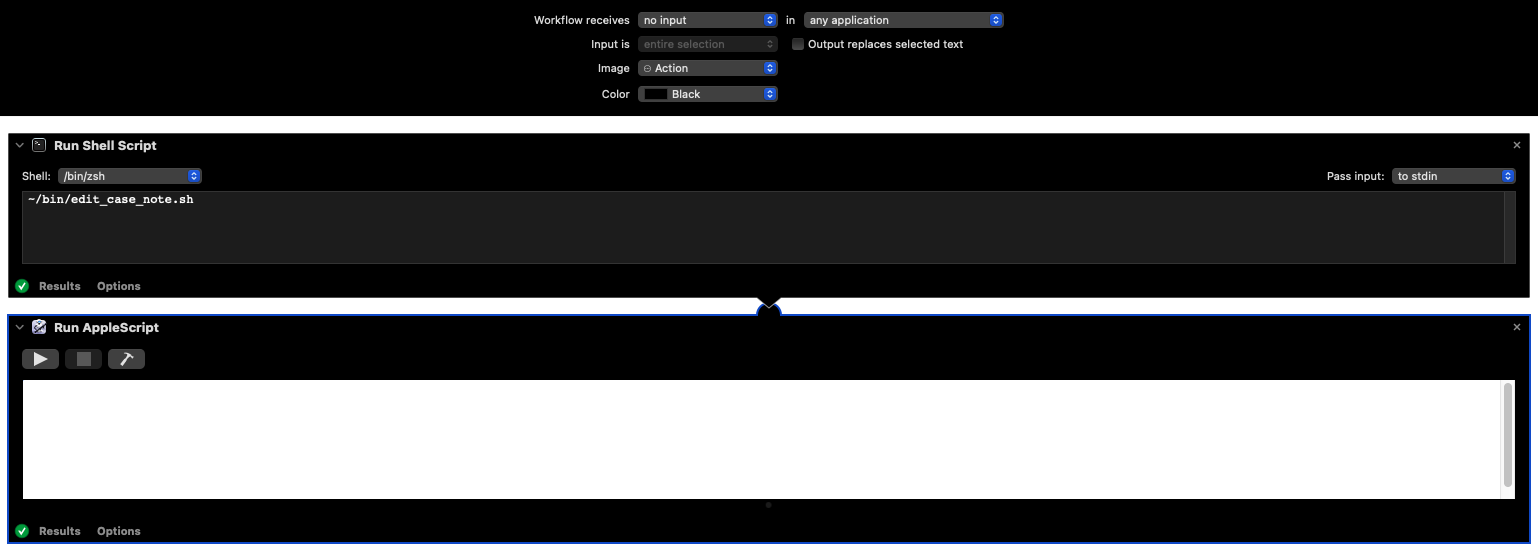 Workflow receives no input in any application
Input is entire selection Output replaces selected text
Image Action
Color Black
Run Shell Script
Shell: /bin/zsh Pass input: to stdin
~/bin/edit_case_note.sh
Results Options
Run AppleScript
Results Options